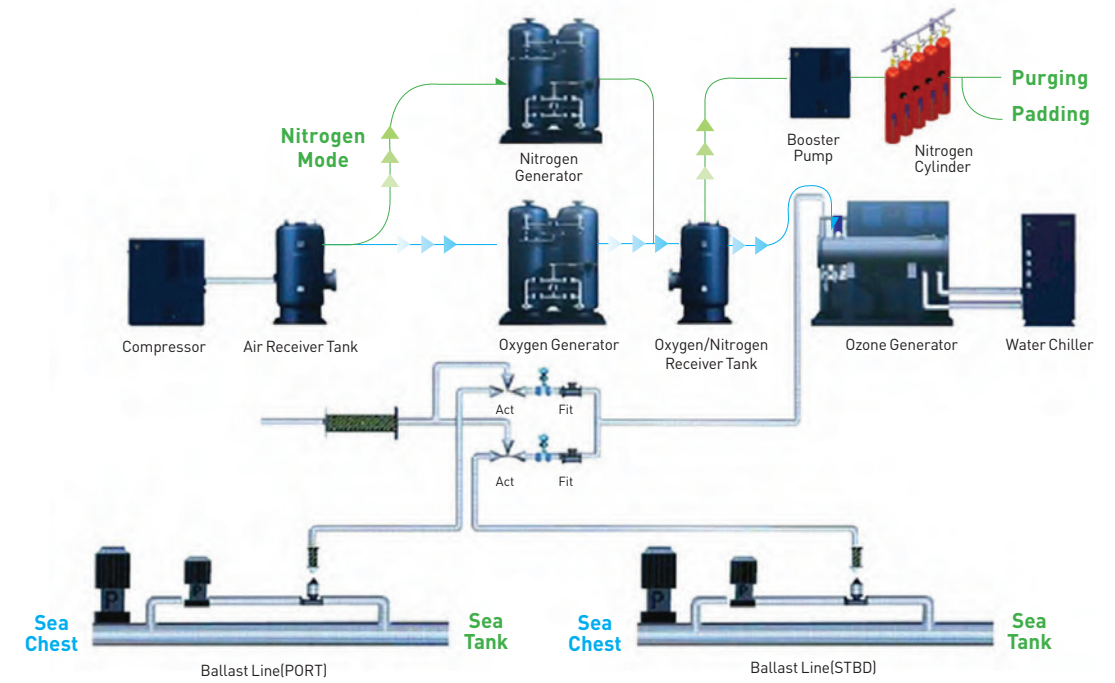 Nitrogen
Mode
Nitrogen
Generator
Booster
Pump
Nitrogen
Cylinder
Purging
Padding
Compressor
Air Receiver Tank
Oxygen Generator
Oxygen/Nitrogen
Receiver Tank
Ozone Generator
Water Chiller
Act
Fit
Act
Fit
Sea
Chest
Sea
Tank
Ballast Line(PORT)
Sea
Chest
Sea
Tank
Ballast Line(STBD)